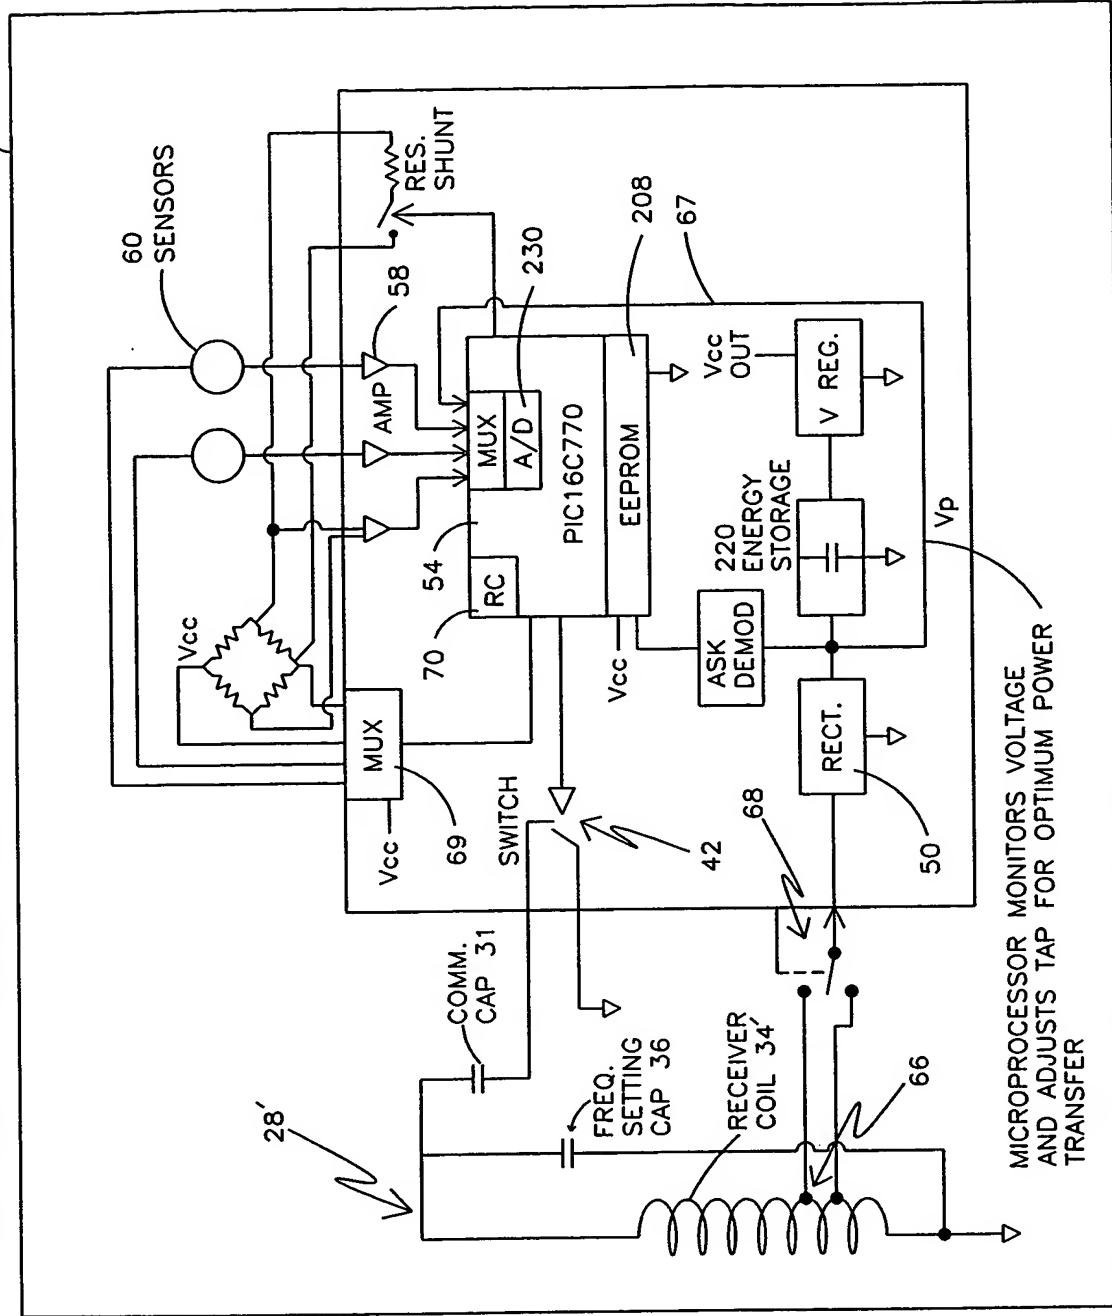 28'
COMM.
CAP 31
FREQ.
SETTING
CAP 36
RECEIVER
COIL 34'
66
68
60
SENSORS
Vcc
RES.
SHUNT
58
AMP
MUX
Vcc
69
SWITCH
42
70
54
RC
MUX
A/D
230
PIC16C770
EEPROM
208
67
Vcc
ASK
DEMOD
Vcc
OUT
220
ENERGY
STORAGE
V REG.
RECT.
50
Vp
MICROPROCESSOR MONITORS VOLTAGE
AND ADJUSTS TAP FOR OPTIMUM POWER
TRANSFER